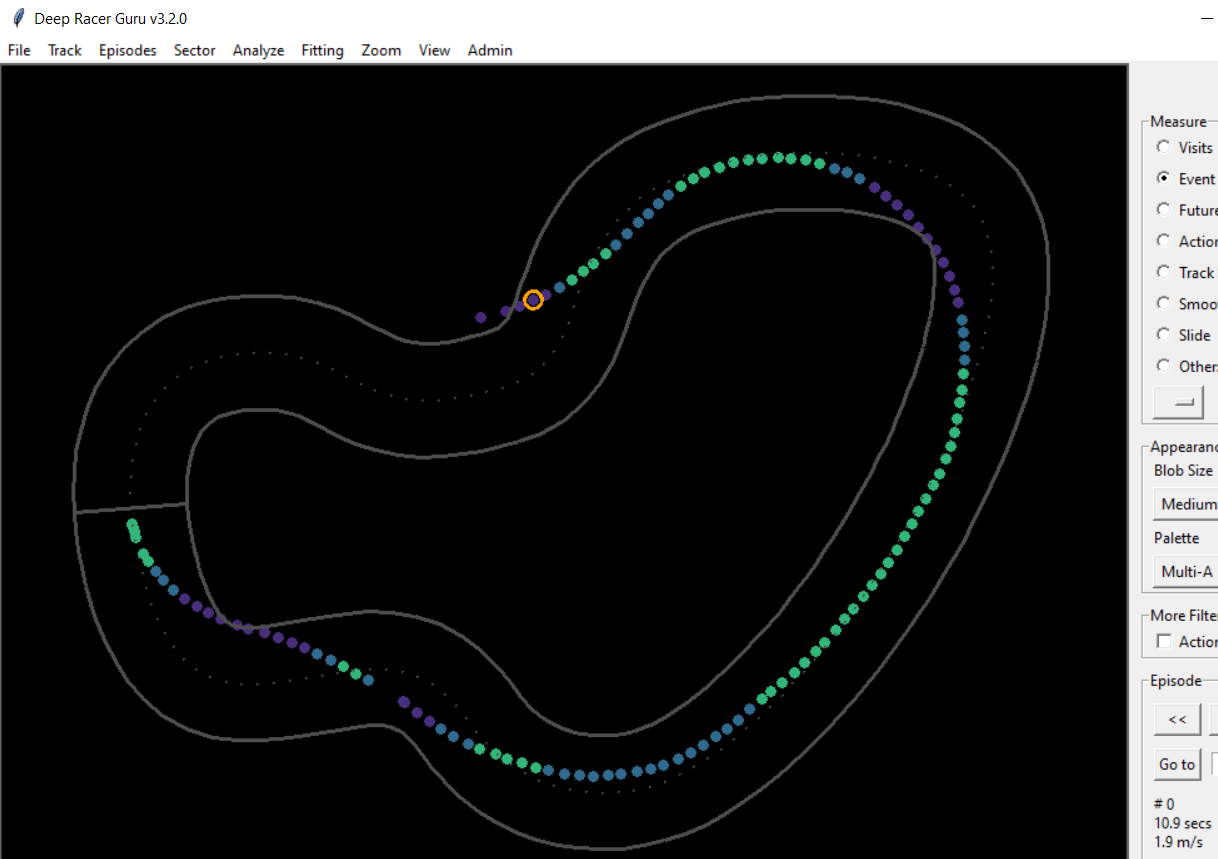 Deep Racer Guru v3.2.0
File Track Episodes Sector Analyze Fitting Zoom View Admin
Measure
Visits
Event
Future
Action
Track
Smoo
Slide
Other
Appearanc
Blob Size
Medium
Palette
Multi-A
More Filter
Action
Episode
<<
Go to
# 0
10.9 secs
1.9 m/s